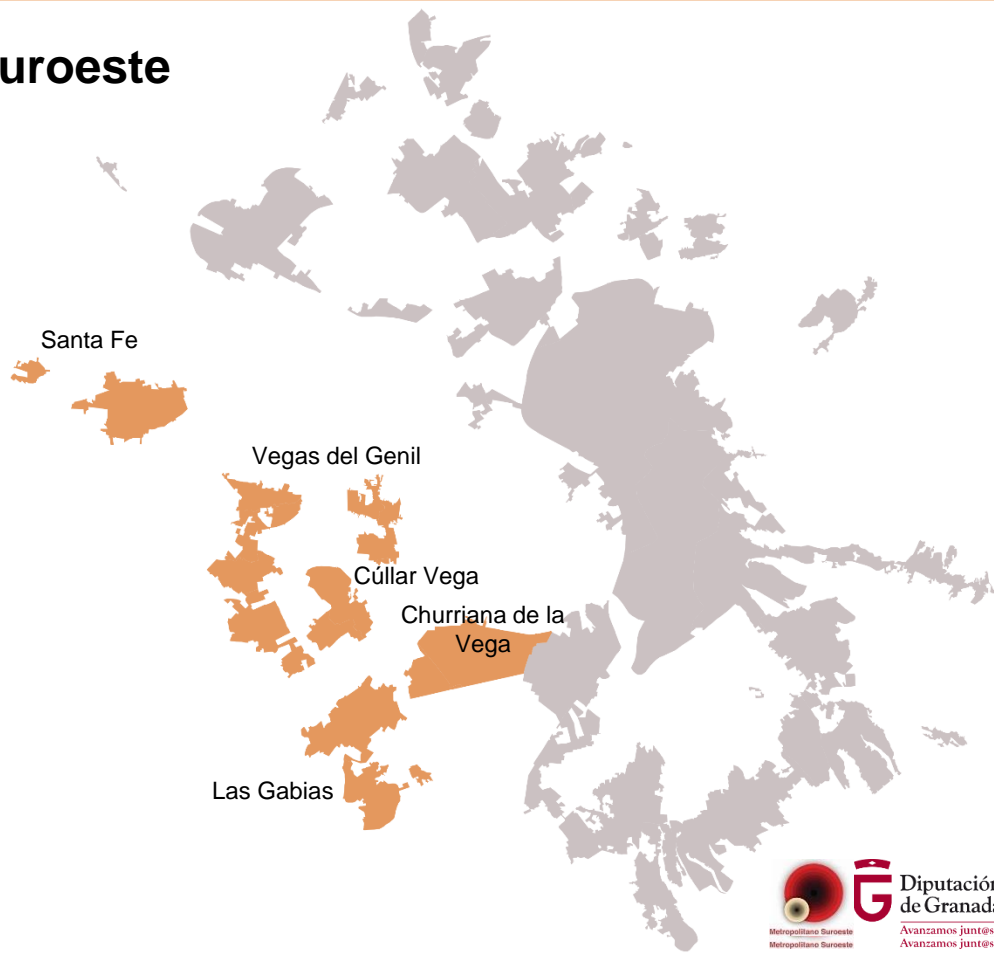 uroeste
Santa Fe
Vegas del Genil
Cúllar Vega
Churriana de la
Vega
Las Gabias
Metropolitano Suroeste
Metropolitano Suroeste
Diputación
de Granada
Avanzamos junt@s
Avanzamos junt@s